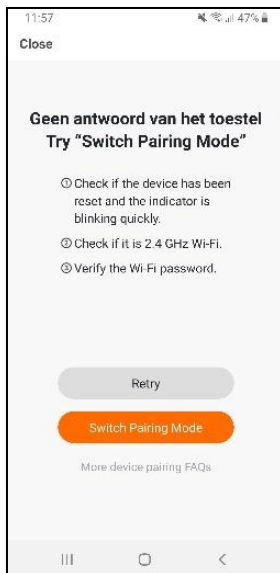 11:57 47%
Close
Geen antwoord van het toestel
Try “Switch Pairing Mode”
① Check if the device has been
reset and the indicator is
blinking quickly.
② Check if it is 2.4 GHz Wi-Fi.
③ Verify the Wi-Fi password.
Retry
Switch Pairing Mode
More device pairing FAQs